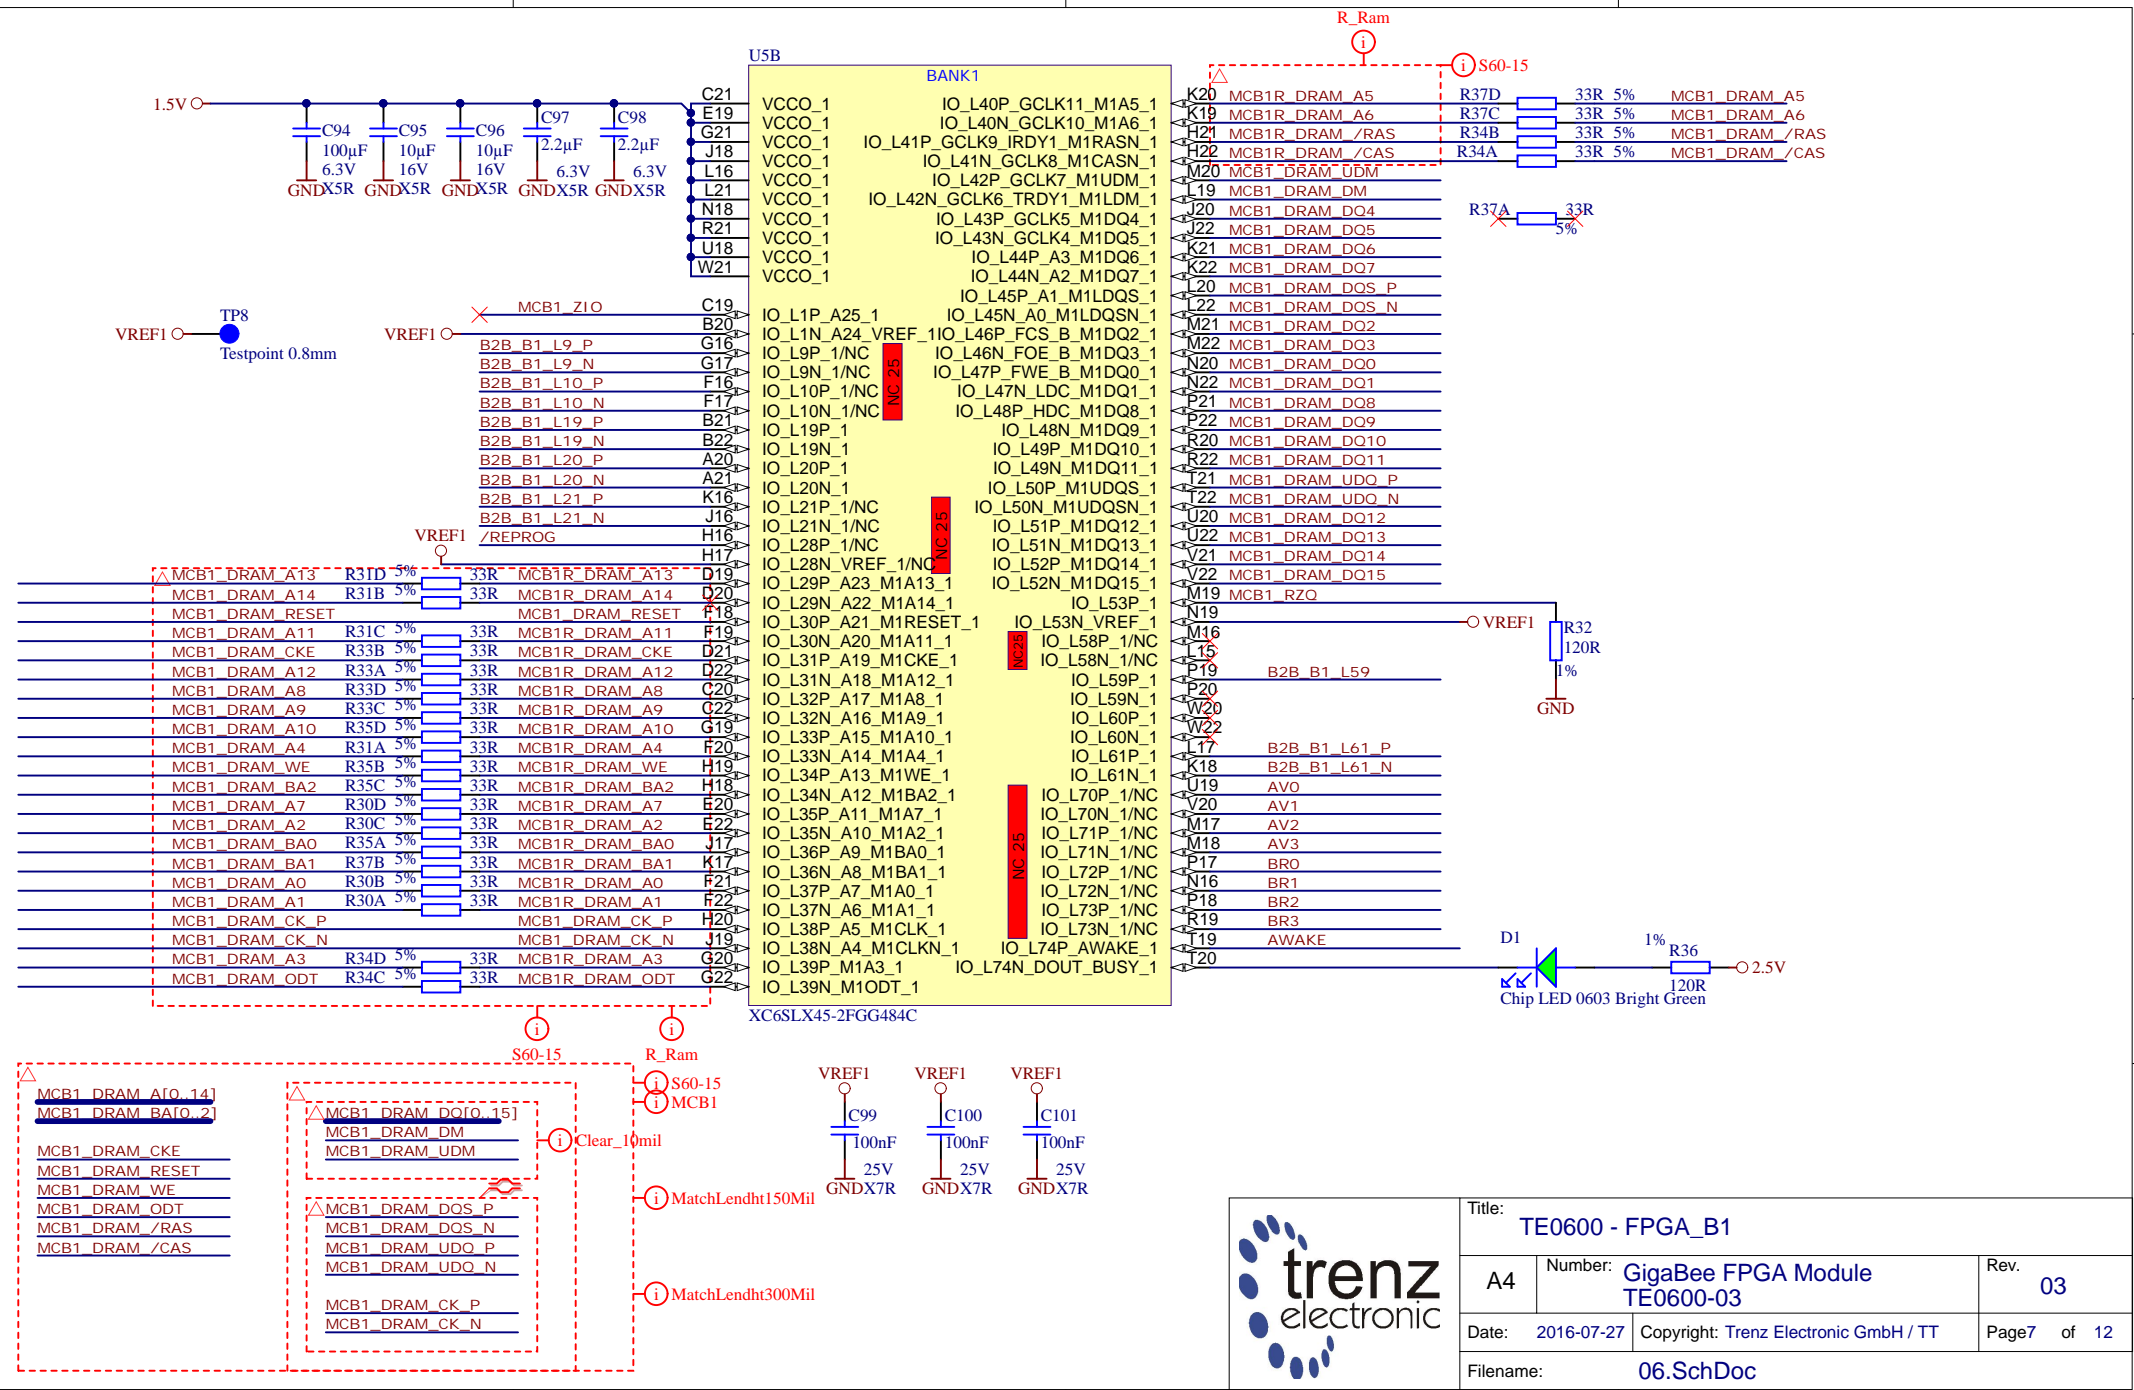 R_Ram
S60-15
U5B
BANK1
1.5V
C94 100µF 6.3V X5R GND
C95 10µF 16V X5R GND
C96 10µF 16V X5R GND
C97 2.2µF 6.3V X5R GND
C98 2.2µF 6.3V X5R GND
C21 VCCO_1
E19 VCCO_1
G21 VCCO_1
J18 VCCO_1
L16 VCCO_1
L21 VCCO_1
N18 VCCO_1
R21 VCCO_1
U18 VCCO_1
W21 VCCO_1
VREF1 TP8
Testpoint 0.8mm
MCB1_ZIO C19 IO_L1P_A25_1
VREF1 B20 IO_L1N_A24_VREF_1
B2B_B1_L9_P G16 IO_L9P_1/NC
B2B_B1_L9_N G17 IO_L9N_1/NC
B2B_B1_L10_P F16 IO_L10P_1/NC
B2B_B1_L10_N F17 IO_L10N_1/NC
B2B_B1_L19_P B21 IO_L19P_1
B2B_B1_L19_N B22 IO_L19N_1
B2B_B1_L20_P A20 IO_L20P_1
B2B_B1_L20_N A21 IO_L20N_1
B2B_B1_L21_P K16 IO_L21P_1/NC
B2B_B1_L21_N J16 IO_L21N_1/NC
/REPROG H16 IO_L28P_1/NC
VREF1 H17 IO_L28N_VREF_1/NC
MCB1_DRAM_A13 R31D 5% 33R MCB1R_DRAM_A13 D19 IO_L29P_A23_M1A13_1
MCB1_DRAM_A14 R31B 5% 33R MCB1R_DRAM_A14 D20 IO_L29N_A22_M1A14_1
MCB1_DRAM_RESET MCB1_DRAM_RESET F18 IO_L30P_A21_M1RESET_1
MCB1_DRAM_A11 R31C 5% 33R MCB1R_DRAM_A11 F19 IO_L30N_A20_M1A11_1
MCB1_DRAM_CKE R33B 5% 33R MCB1R_DRAM_CKE D21 IO_L31P_A19_M1CKE_1
MCB1_DRAM_A12 R33A 5% 33R MCB1R_DRAM_A12 D22 IO_L31N_A18_M1A12_1
MCB1_DRAM_A8 R33D 5% 33R MCB1R_DRAM_A8 C20 IO_L32P_A17_M1A8_1
MCB1_DRAM_A9 R33C 5% 33R MCB1R_DRAM_A9 C22 IO_L32N_A16_M1A9_1
MCB1_DRAM_A10 R35D 5% 33R MCB1R_DRAM_A10 G19 IO_L33P_A15_M1A10_1
MCB1_DRAM_A4 R31A 5% 33R MCB1R_DRAM_A4 F20 IO_L33N_A14_M1A4_1
MCB1_DRAM_WE R35B 5% 33R MCB1R_DRAM_WE H19 IO_L34P_A13_M1WE_1
MCB1_DRAM_BA2 R35C 5% 33R MCB1R_DRAM_BA2 H18 IO_L34N_A12_M1BA2_1
MCB1_DRAM_A7 R30D 5% 33R MCB1R_DRAM_A7 E20 IO_L35P_A11_M1A7_1
MCB1_DRAM_A2 R30C 5% 33R MCB1R_DRAM_A2 E22 IO_L35N_A10_M1A2_1
MCB1_DRAM_BA0 R35A 5% 33R MCB1R_DRAM_BA0 J17 IO_L36P_A9_M1BA0_1
MCB1_DRAM_BA1 R37B 5% 33R MCB1R_DRAM_BA1 K17 IO_L36N_A8_M1BA1_1
MCB1_DRAM_A0 R30B 5% 33R MCB1R_DRAM_A0 F21 IO_L37P_A7_M1A0_1
MCB1_DRAM_A1 R30A 5% 33R MCB1R_DRAM_A1 F22 IO_L37N_A6_M1A1_1
MCB1_DRAM_CK_P MCB1_DRAM_CK_P H20 IO_L38P_A5_M1CLK_1
MCB1_DRAM_CK_N MCB1_DRAM_CK_N J19 IO_L38N_A4_M1CLKN_1
MCB1_DRAM_A3 R34D 5% 33R MCB1R_DRAM_A3 G20 IO_L39P_M1A3_1
MCB1_DRAM_ODT R34C 5% 33R MCB1R_DRAM_ODT G22 IO_L39N_M1ODT_1
NC 25
NC 25
NC25
NC 25
IO_L40P_GCLK11_M1A5_1 K20 MCB1R_DRAM_A5 R37D 33R 5% MCB1_DRAM_A5
IO_L40N_GCLK10_M1A6_1 K19 MCB1R_DRAM_A6 R37C 33R 5% MCB1_DRAM_A6
IO_L41P_GCLK9_IRDY1_M1RASN_1 H21 MCB1R_DRAM_/RAS R34B 33R 5% MCB1_DRAM_/RAS
IO_L41N_GCLK8_M1CASN_1 H22 MCB1R_DRAM_/CAS R34A 33R 5% MCB1_DRAM_/CAS
IO_L42P_GCLK7_M1UDM_1 M20 MCB1_DRAM_UDM
IO_L42N_GCLK6_TRDY1_M1LDM_1 L19 MCB1_DRAM_DM
IO_L43P_GCLK5_M1DQ4_1 J20 MCB1_DRAM_DQ4
R37A 33R 5%
IO_L43N_GCLK4_M1DQ5_1 J22 MCB1_DRAM_DQ5
IO_L44P_A3_M1DQ6_1 K21 MCB1_DRAM_DQ6
IO_L44N_A2_M1DQ7_1 K22 MCB1_DRAM_DQ7
IO_L45P_A1_M1LDQS_1 L20 MCB1_DRAM_DQS_P
IO_L45N_A0_M1LDQSN_1 L22 MCB1_DRAM_DQS_N
IO_L46P_FCS_B_M1DQ2_1 M21 MCB1_DRAM_DQ2
IO_L46N_FOE_B_M1DQ3_1 M22 MCB1_DRAM_DQ3
IO_L47P_FWE_B_M1DQ0_1 N20 MCB1_DRAM_DQ0
IO_L47N_LDC_M1DQ1_1 N22 MCB1_DRAM_DQ1
IO_L48P_HDC_M1DQ8_1 P21 MCB1_DRAM_DQ8
IO_L48N_M1DQ9_1 P22 MCB1_DRAM_DQ9
IO_L49P_M1DQ10_1 R20 MCB1_DRAM_DQ10
IO_L49N_M1DQ11_1 R22 MCB1_DRAM_DQ11
IO_L50P_M1UDQS_1 T21 MCB1_DRAM_UDQ_P
IO_L50N_M1UDQSN_1 T22 MCB1_DRAM_UDQ_N
IO_L51P_M1DQ12_1 U20 MCB1_DRAM_DQ12
IO_L51N_M1DQ13_1 U22 MCB1_DRAM_DQ13
IO_L52P_M1DQ14_1 V21 MCB1_DRAM_DQ14
IO_L52N_M1DQ15_1 V22 MCB1_DRAM_DQ15
IO_L53P_1 M19 MCB1_RZQ
IO_L53N_VREF_1 N19 VREF1
R32
120R
1%
GND
IO_L58P_1/NC M16
IO_L58N_1/NC L15
IO_L59P_1 P19 B2B_B1_L59
IO_L59N_1 P20
IO_L60P_1 W20
IO_L60N_1 W22
IO_L61P_1 L17 B2B_B1_L61_P
IO_L61N_1 K18 B2B_B1_L61_N
IO_L70P_1/NC U19 AV0
IO_L70N_1/NC V20 AV1
IO_L71P_1/NC M17 AV2
IO_L71N_1/NC M18 AV3
IO_L72P_1/NC P17 BR0
IO_L72N_1/NC N16 BR1
IO_L73P_1/NC P18 BR2
IO_L73N_1/NC R19 BR3
IO_L74P_AWAKE_1 T19 AWAKE
IO_L74N_DOUT_BUSY_1 T20
D1 1% R36 2.5V
120R
Chip LED 0603 Bright Green
XC6SLX45-2FGG484C
S60-15
R_Ram
MCB1_DRAM_A[0..14]
MCB1_DRAM_BA[0..2]
MCB1_DRAM_CKE
MCB1_DRAM_RESET
MCB1_DRAM_WE
MCB1_DRAM_ODT
MCB1_DRAM_/RAS
MCB1_DRAM_/CAS
MCB1_DRAM_DQ[0..15]
MCB1_DRAM_DM
MCB1_DRAM_UDM
MCB1_DRAM_DQS_P
MCB1_DRAM_DQS_N
MCB1_DRAM_UDQ_P
MCB1_DRAM_UDQ_N
MCB1_DRAM_CK_P
MCB1_DRAM_CK_N
S60-15
MCB1
Clear_10mil
MatchLendht150Mil
MatchLendht300Mil
VREF1 C99 100nF 25V X7R GND
VREF1 C100 100nF 25V X7R GND
VREF1 C101 100nF 25V X7R GND
trenz
electronic
Title:
TE0600 - FPGA_B1
A4
Number: GigaBee FPGA Module
TE0600-03
Rev.
03
Date: 2016-07-27
Copyright: Trenz Electronic GmbH / TT
Page7 of 12
Filename: 06.SchDoc